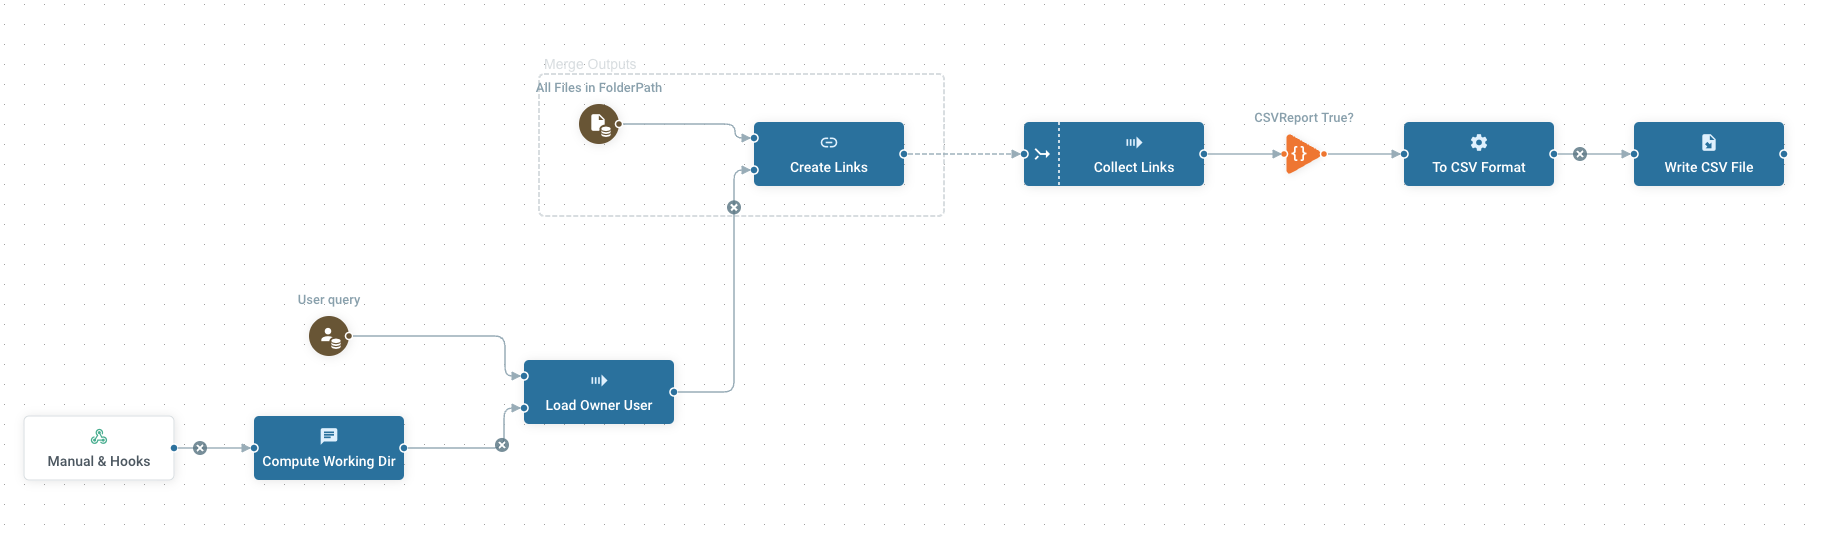 Merge Outputs
All Files in FolderPath
Create Links
Collect Links
CSVReport True?
{}
To CSV Format
Write CSV File
User query
Load Owner User
Manual & Hooks
Compute Working Dir